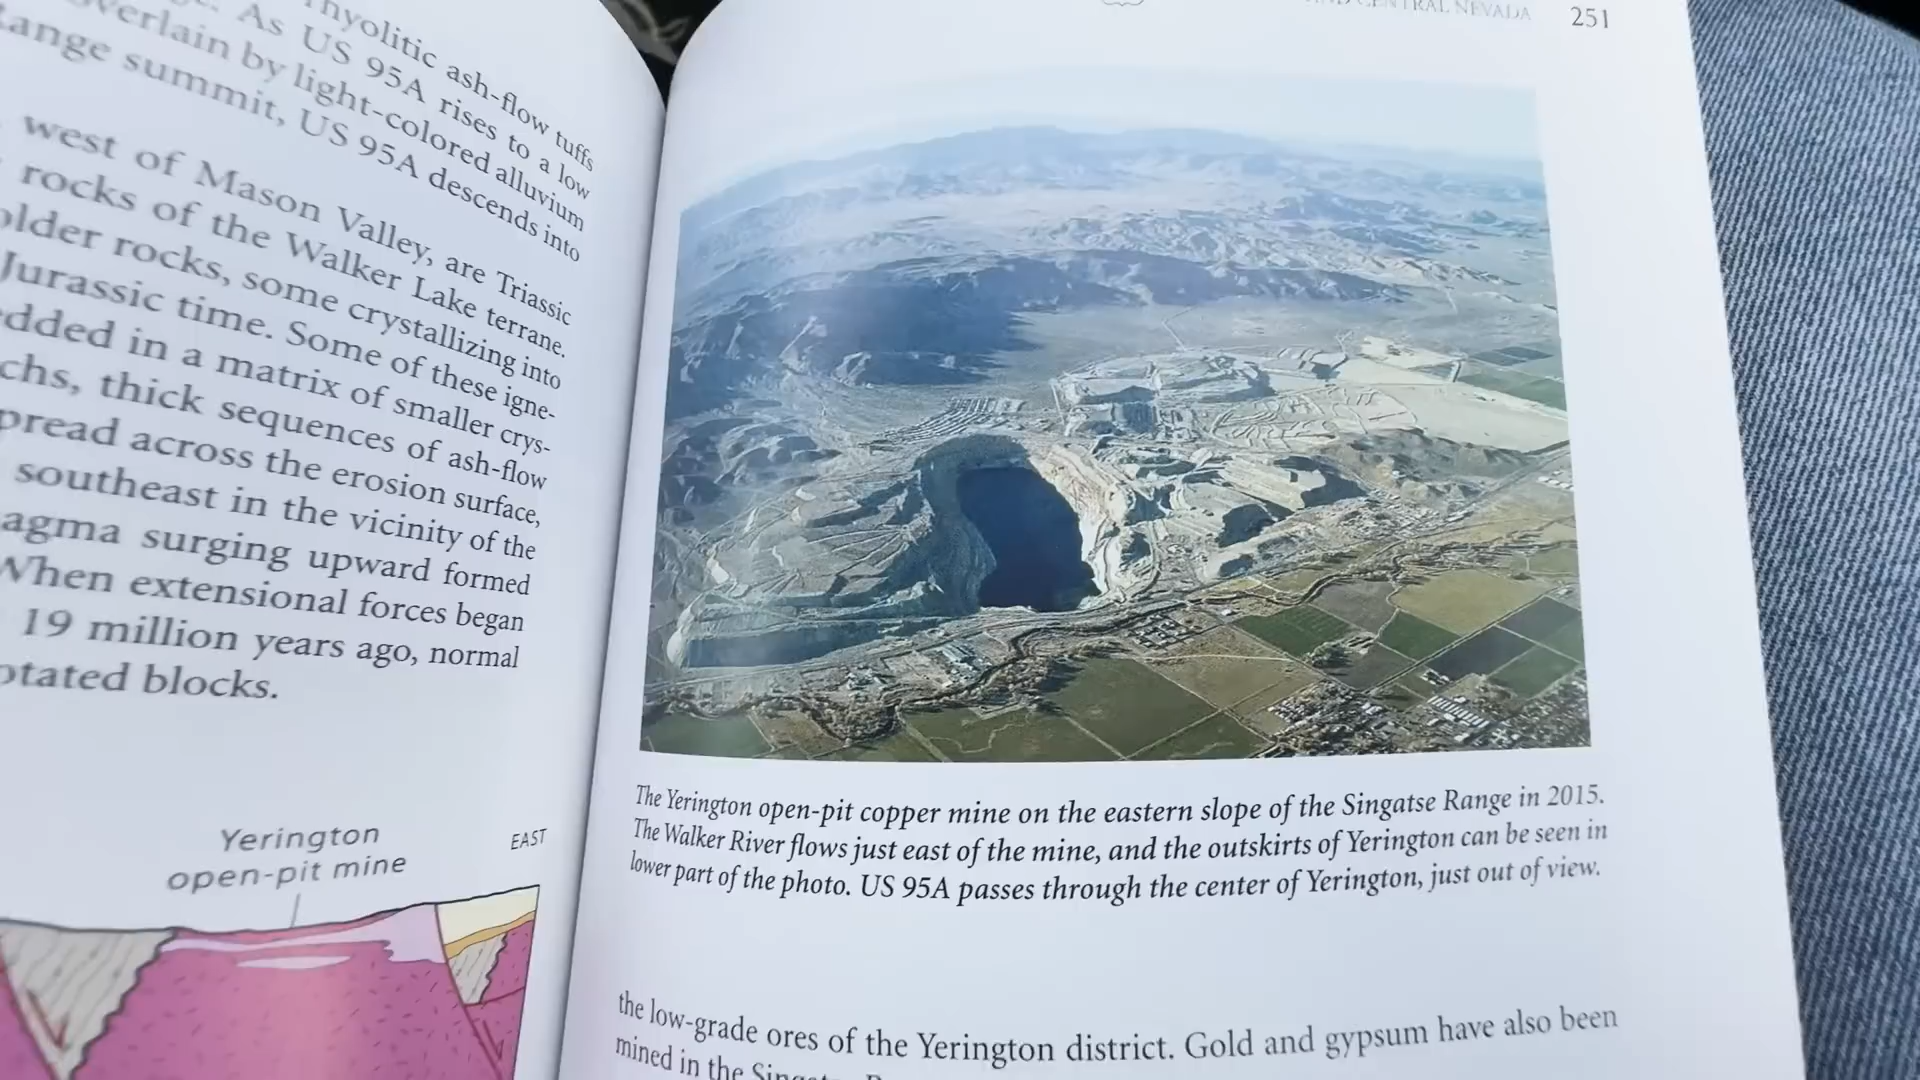 rhyolitic ash-flow tuffs
As US 95A rises to a low
overlain by light-colored alluvium
Range summit, US 95A descends into
west of Mason Valley, are Triassic
rocks of the Walker Lake terrane.
older rocks, some crystallizing into
Jurassic time. Some of these igne-
edded in a matrix of smaller crys-
chs, thick sequences of ash-flow
pread across the erosion surface,
southeast in the vicinity of the
agma surging upward formed
When extensional forces began
19 million years ago, normal
otated blocks.
Yerington
open-pit mine
EAST
CENTRAL NEVADA 251
The Yerington open-pit copper mine on the eastern slope of the Singatse Range in 2015.
The Walker River flows just east of the mine, and the outskirts of Yerington can be seen in
lower part of the photo. US 95A passes through the center of Yerington, just out of view.
the low-grade ores of the Yerington district. Gold and gypsum have also been
mined in the